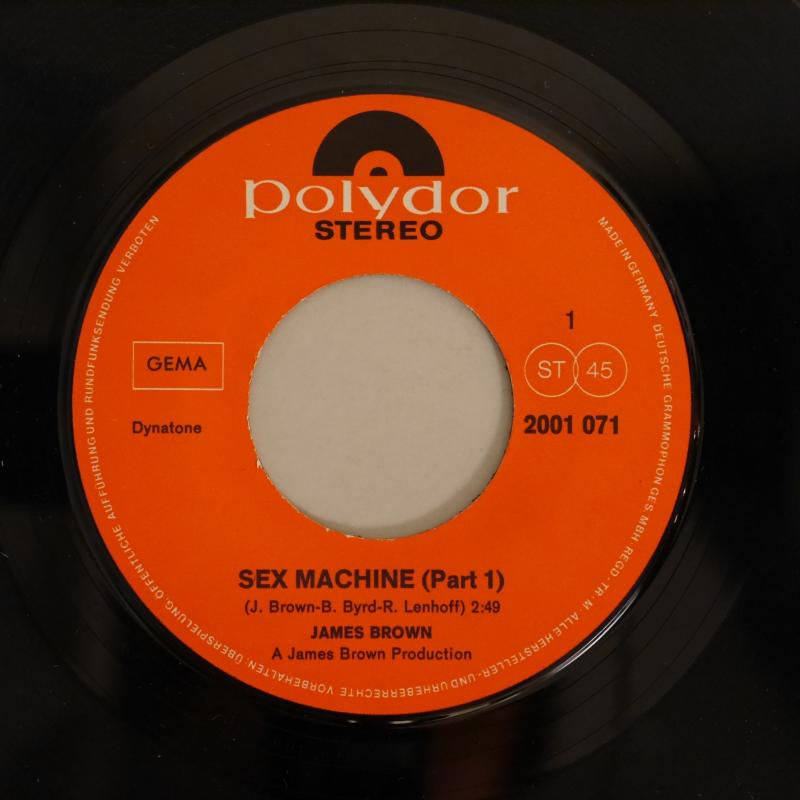 polydor
STEREO
1
GEMA
ST 45
Dynatone
2001 071
SEX MACHINE (Part 1)
(J. Brown-B. Byrd-R. Lenhoff) 2:49
JAMES BROWN
A James Brown Production
MADE IN GERMANY DEUTSCHE GRAMMOPHON GES MBH · REGD · TR · M · ALLE HERSTELLER- UND URHEBERRECHTE VORBEHALTEN: ÜBERSPIELUNG, ÖFFENTLICHE AUFFÜHRUNG UND RUNDFUNKSENDUNG VERBOTEN